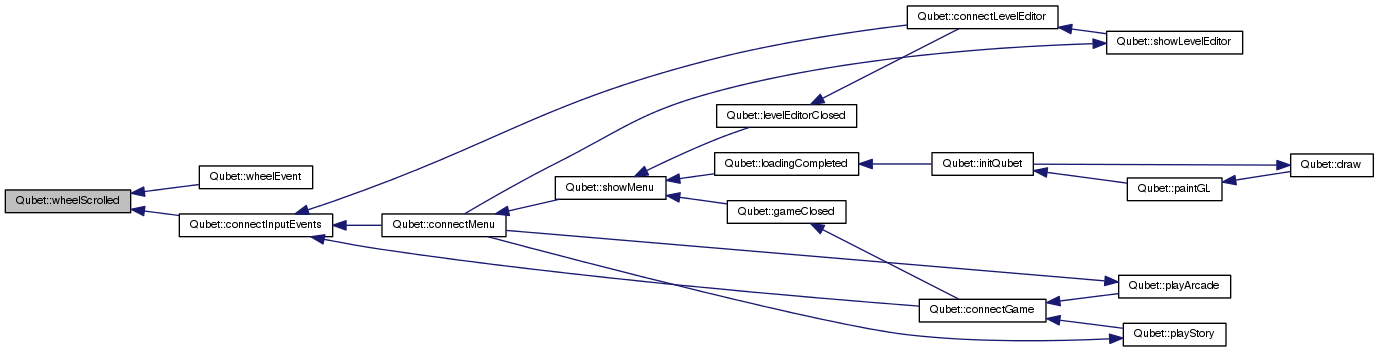 Qubet::connectLevelEditor
Qubet::showLevelEditor
Qubet::levelEditorClosed
Qubet::loadingCompleted
Qubet::initQubet
Qubet::draw
Qubet::wheelEvent
Qubet::showMenu
Qubet::paintGL
Qubet::wheelScrolled
Qubet::gameClosed
Qubet::connectInputEvents
Qubet::connectMenu
Qubet::playArcade
Qubet::connectGame
Qubet::playStory